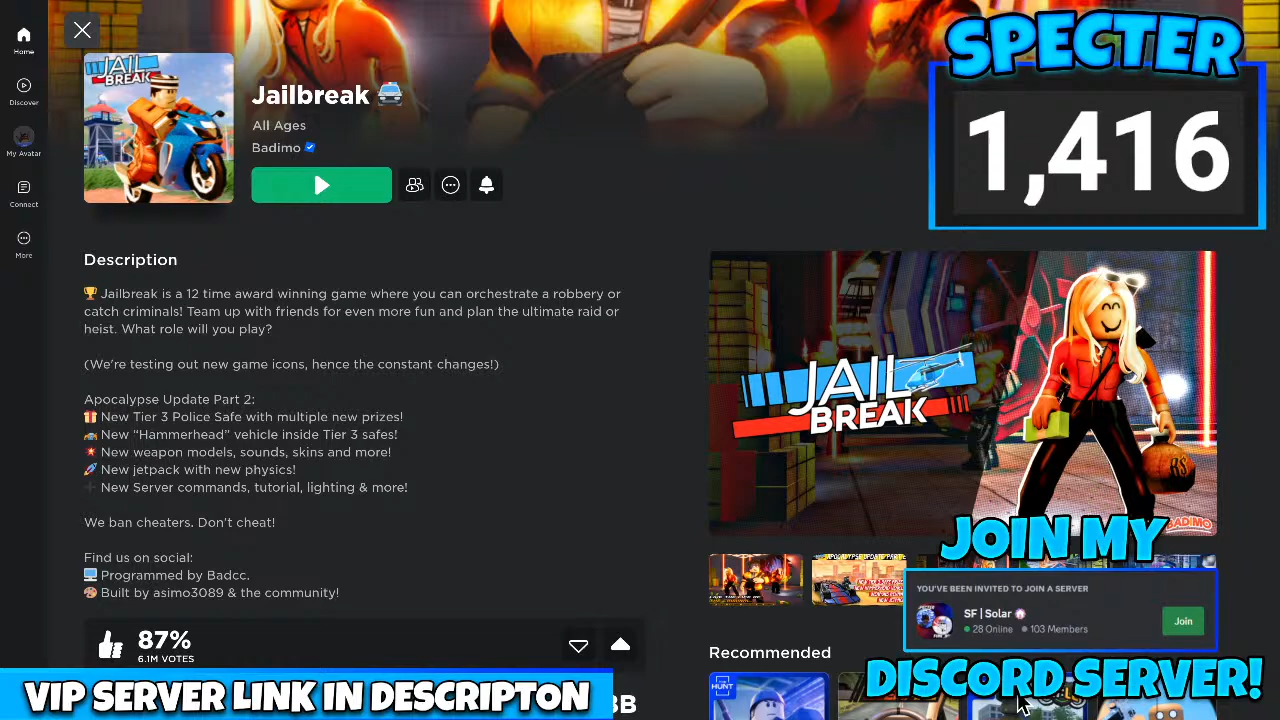 Home
Discover
My Avatar
Connect
More
JAIL
BREAK
Jailbreak 🚔
All Ages
Badimo
SPECTER
1,416
Description
🏆 Jailbreak is a 12 time award winning game where you can orchestrate a robbery or
catch criminals! Team up with friends for even more fun and plan the ultimate raid or
heist. What role will you play?
(We're testing out new game icons, hence the constant changes!)
Apocalypse Update Part 2:
🎁 New Tier 3 Police Safe with multiple new prizes!
🚗 New “Hammerhead” vehicle inside Tier 3 safes!
💥 New weapon models, sounds, skins and more!
🚀 New jetpack with new physics!
➕ New Server commands, tutorial, lighting & more!
We ban cheaters. Don't cheat!
Find us on social:
💻 Programmed by Badcc.
🎨 Built by asimo3089 & the community!
87%
6.1M VOTES
JAIL
BREAK
R$
BADIMO
JOIN MY
YOU'VE BEEN INVITED TO JOIN A SERVER
SF | Solar
28 Online 103 Members
Join
DISCORD SERVER!
Recommended
HUNT
VIP SERVER LINK IN DESCRIPTON